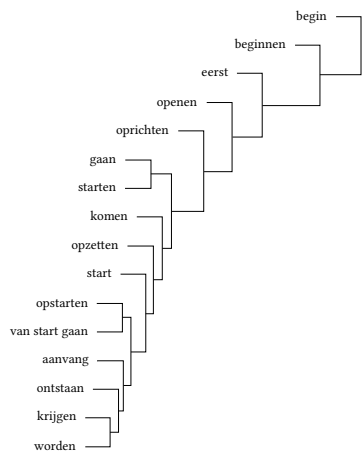 begin
beginnen
eerst
openen
oprichten
gaan
starten
komen
opzetten
start
opstarten
van start gaan
aanvang
ontstaan
krijgen
worden